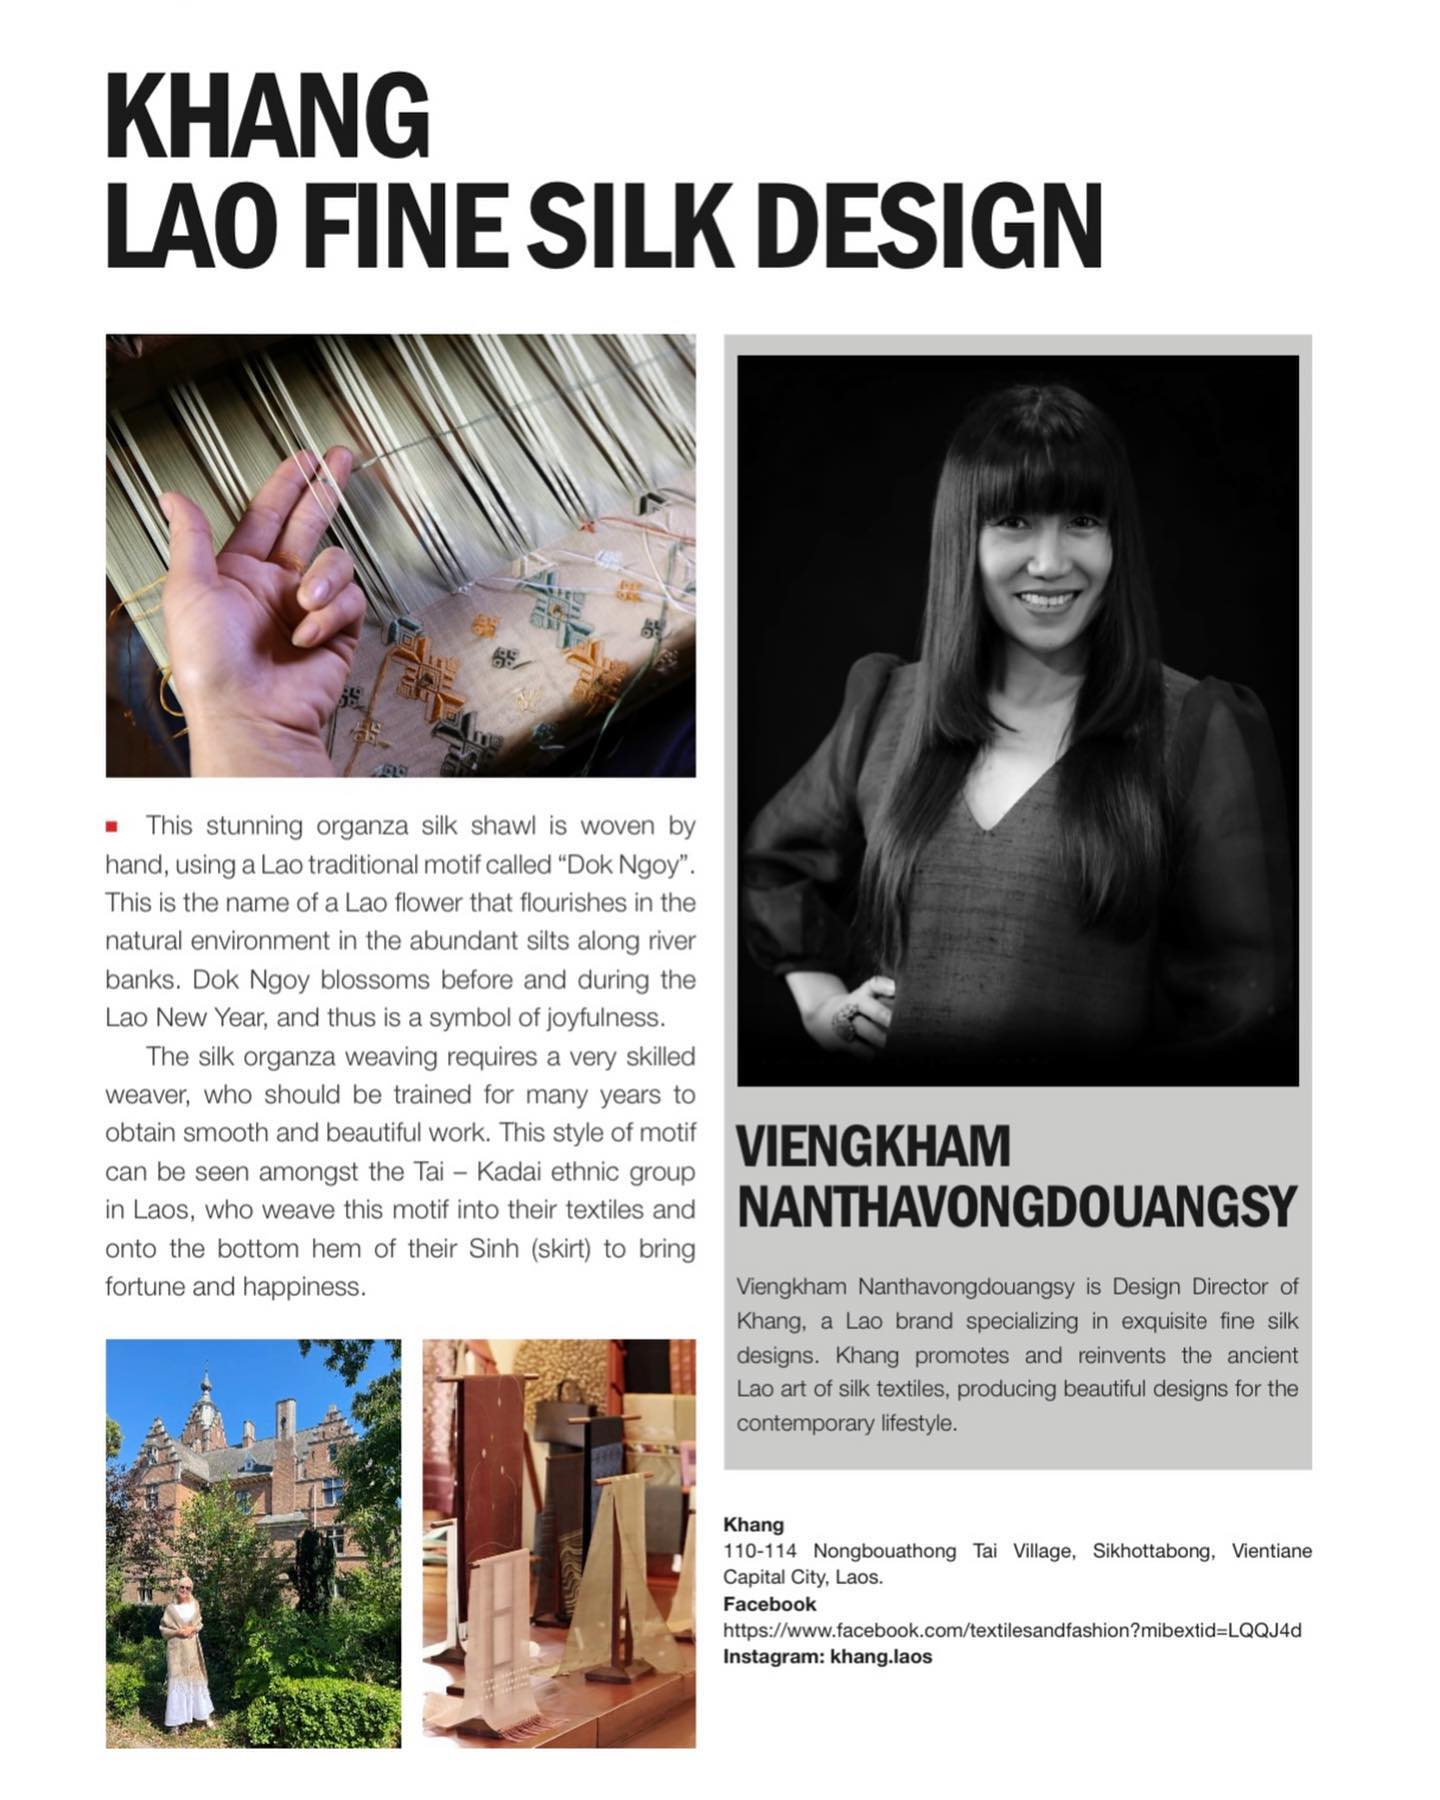 KHANG
LAO FINE SILK DESIGN
This stunning organza silk shawl is woven by
hand, using a Lao traditional motif called “Dok Ngoy”.
This is the name of a Lao flower that flourishes in the
natural environment in the abundant silts along river
banks. Dok Ngoy blossoms before and during the
Lao New Year, and thus is a symbol of joyfulness.
The silk organza weaving requires a very skilled
weaver, who should be trained for many years to
obtain smooth and beautiful work. This style of motif
can be seen amongst the Tai – Kadai ethnic group
in Laos, who weave this motif into their textiles and
onto the bottom hem of their Sinh (skirt) to bring
fortune and happiness.
VIENGKHAM
NANTHAVONGDOUANGSY
Viengkham Nanthavongdouangsy is Design Director of
Khang, a Lao brand specializing in exquisite fine silk
designs. Khang promotes and reinvents the ancient
Lao art of silk textiles, producing beautiful designs for the
contemporary lifestyle.
Khang
110-114 Nongbouathong Tai Village, Sikhottabong, Vientiane
Capital City, Laos.
Facebook
https://www.facebook.com/textilesandfashion?mibextid=LQQJ4d
Instagram: khang.laos